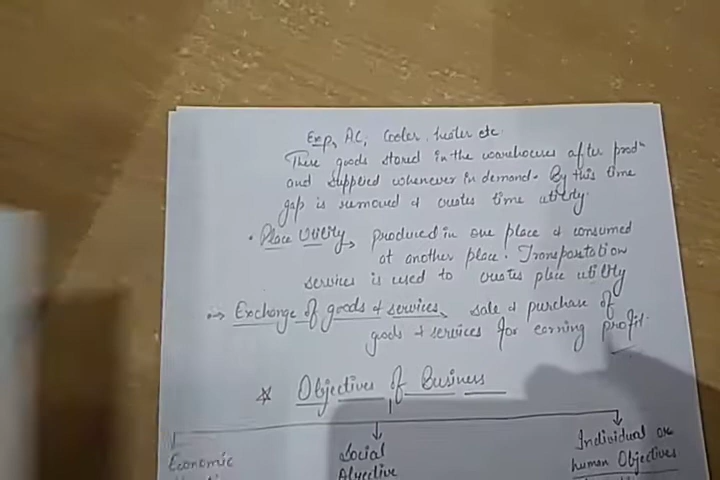 Exp, AC, Cooler, heater etc.
These goods stored in the warehouses after prodn
and supplied whenever in demand. By this time
gap is removed & creates time utility.
• Place Utility → produced in one place & consumed
at another place. Transportation
services is used to creates place utility
⇒ Exchange of goods & services, sale & purchase of
goods & services for earning profit.
* Objectives of Business
Economic
Social
Individual or
human Objectives
Objective